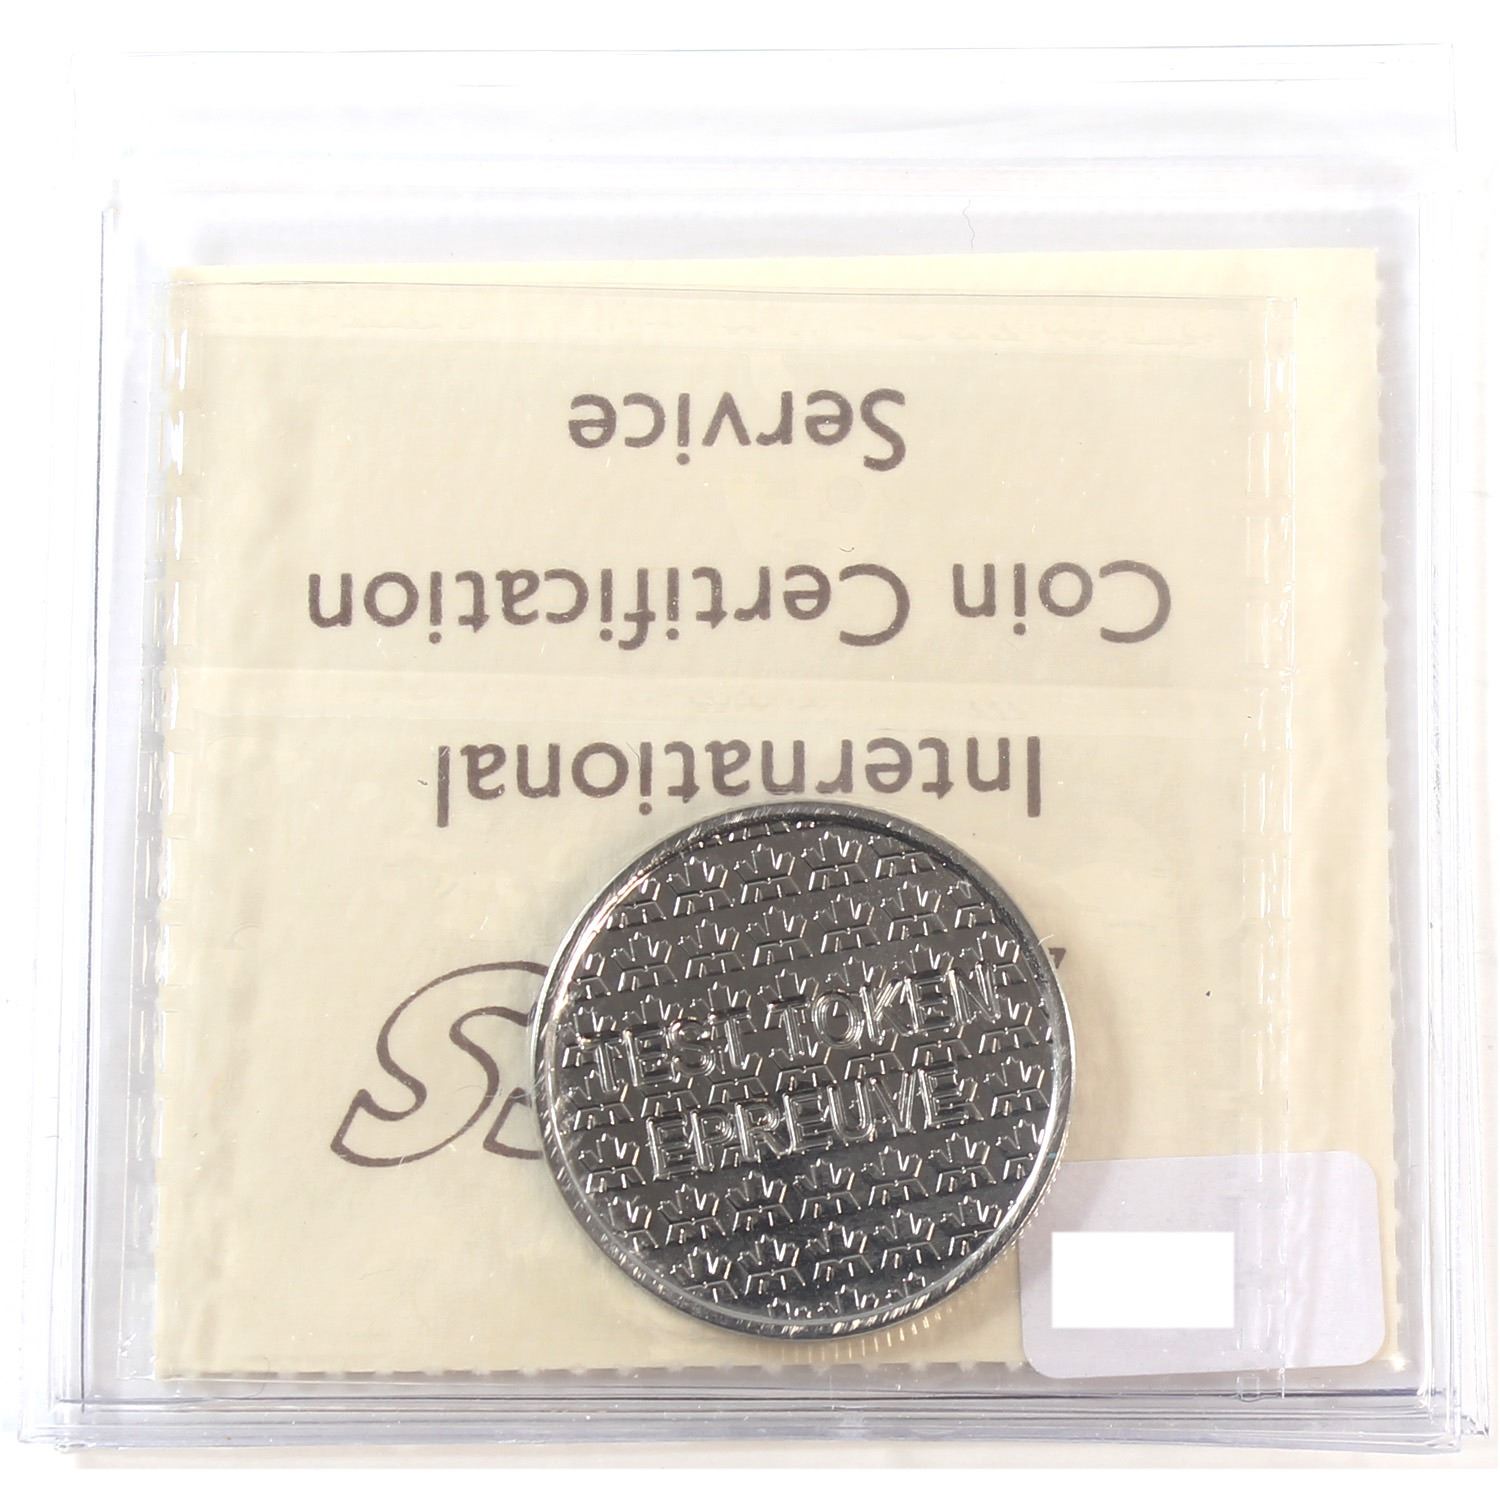 International
Coin Certification
Service
TEST TOKEN
EPREUVE